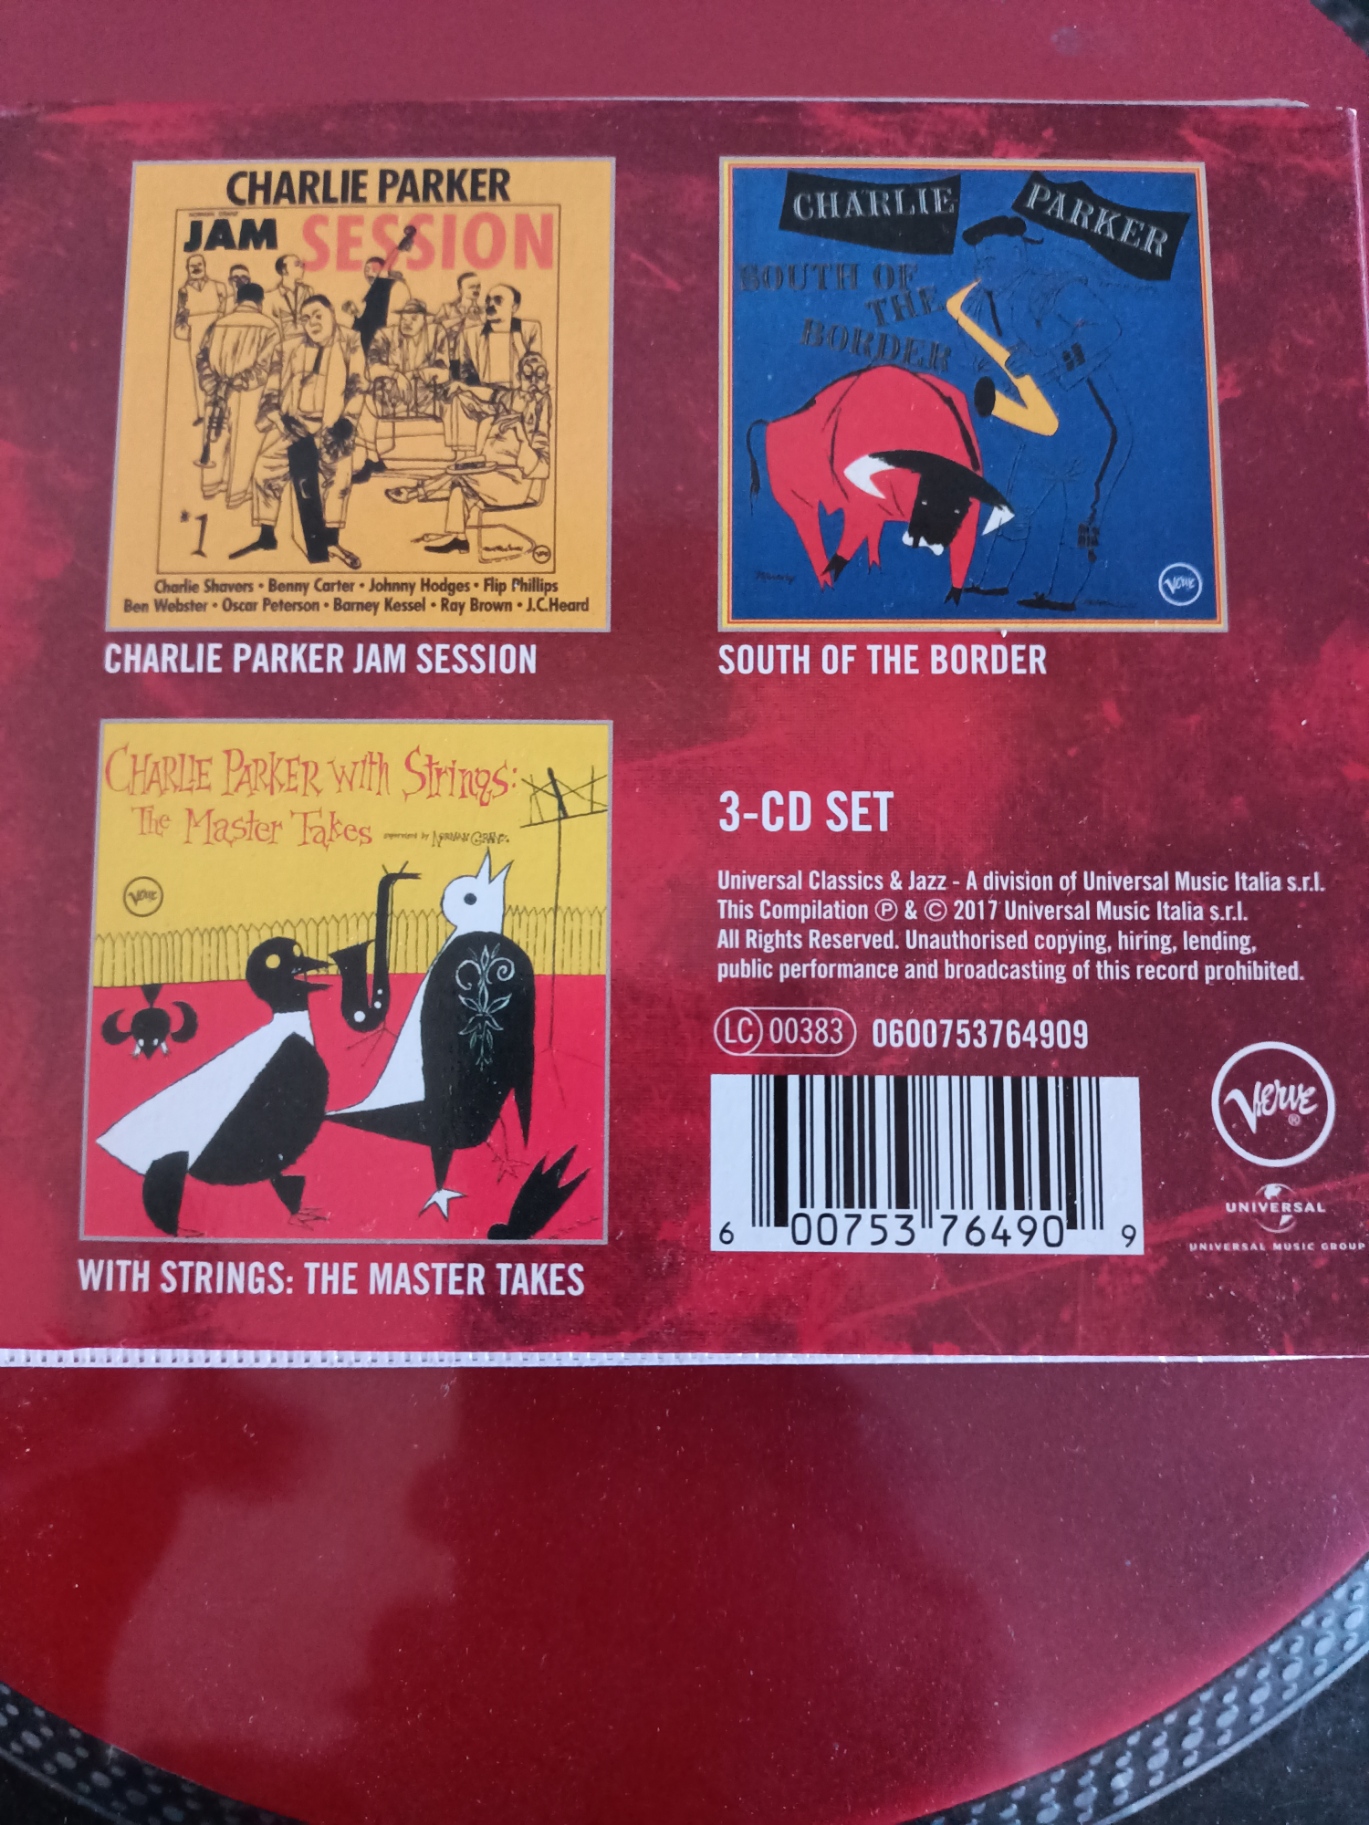 CHARLIE PARKER
JAM SESSION
#1
Charlie Shavers • Benny Carter • Johnny Hodges • Flip Phillips
Ben Webster • Oscar Peterson • Barney Kessel • Ray Brown • J.C.Heard
CHARLIE PARKER JAM SESSION
CHARLIE PARKER
SOUTH OF
THE
BORDER
Verve
SOUTH OF THE BORDER
CHARLIE PARKER with Strings:
The Master Takes
Verve
WITH STRINGS: THE MASTER TAKES
3-CD SET
Universal Classics & Jazz - A division of Universal Music Italia s.r.l.
This Compilation ℗ & © 2017 Universal Music Italia s.r.l.
All Rights Reserved. Unauthorised copying, hiring, lending,
public performance and broadcasting of this record prohibited.
LC 00383 0600753764909
6 00753 76490 9
Verve®
UNIVERSAL
UNIVERSAL MUSIC GROUP